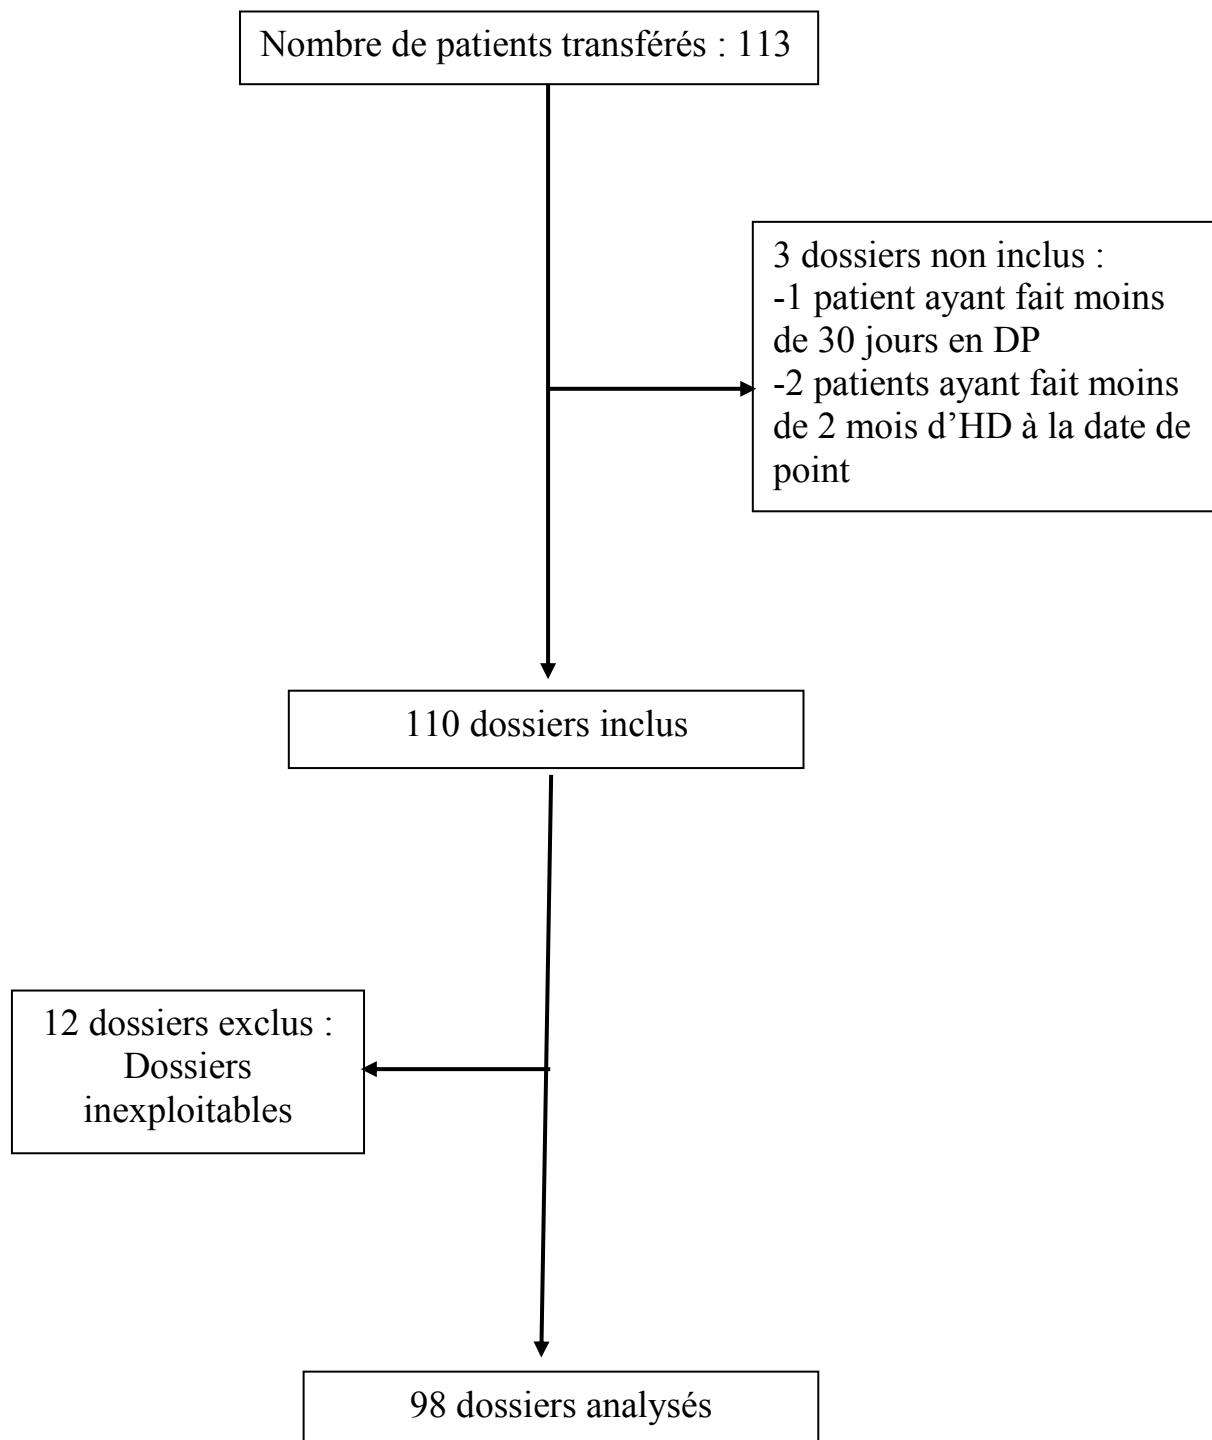 Nombre de patients transférés : 113
3 dossiers non inclus :
-1 patient ayant fait moins
de 30 jours en DP
-2 patients ayant fait moins
de 2 mois d’HD à la date de
point
110 dossiers inclus
12 dossiers exclus :
Dossiers
inexploitables
98 dossiers analysés